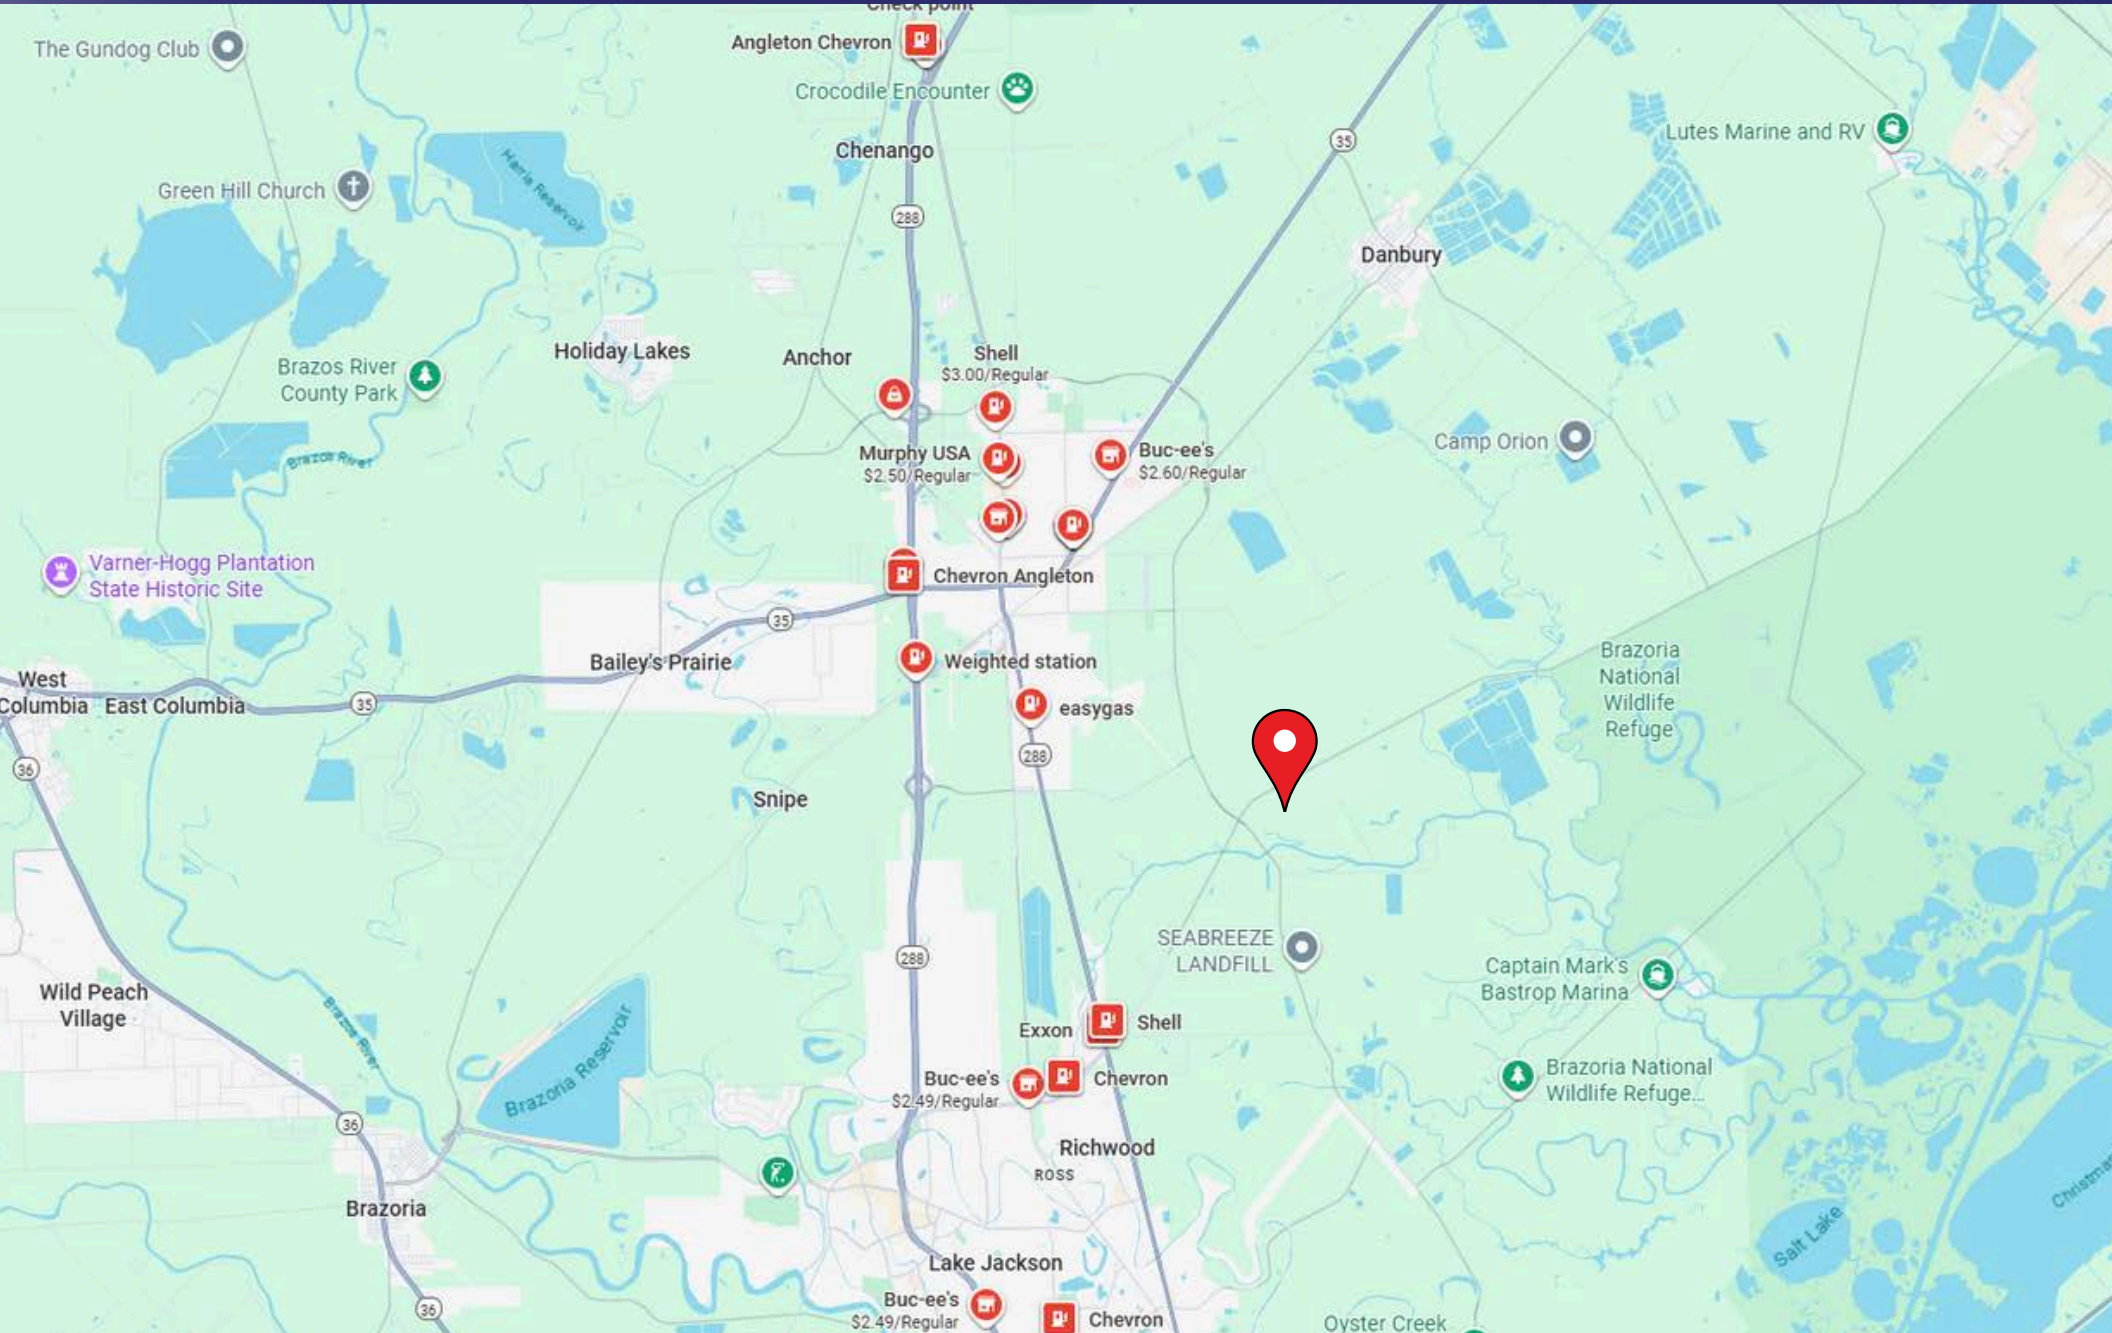 Check point
The Gundog Club
Angleton Chevron
Crocodile Encounter
35
Lutes Marine and RV
Chenango
Harris Reservoir
Green Hill Church
288
Danbury
Holiday Lakes
Anchor
Shell
$3.00/Regular
Brazos River
County Park
Brazos River
Murphy USA
$2.50/Regular
Buc-ee's
$2.60/Regular
Camp Orion
Varner-Hogg Plantation
State Historic Site
Chevron Angleton
35
Bailey's Prairie
Weighted station
Brazoria
National
Wildlife
Refuge
West
Columbia
East Columbia
35
easygas
288
36
Snipe
SEABREEZE
LANDFILL
288
Captain Mark's
Bastrop Marina
Wild Peach
Village
Brazos River
Brazoria Reservoir
Exxon
Shell
Buc-ee's
$2.49/Regular
Chevron
Brazoria National
Wildlife Refuge...
36
Richwood
ROSS
Brazoria
Christmas
Salt Lake
Lake Jackson
36
Buc-ee's
$2.49/Regular
Chevron
Oyster Creek